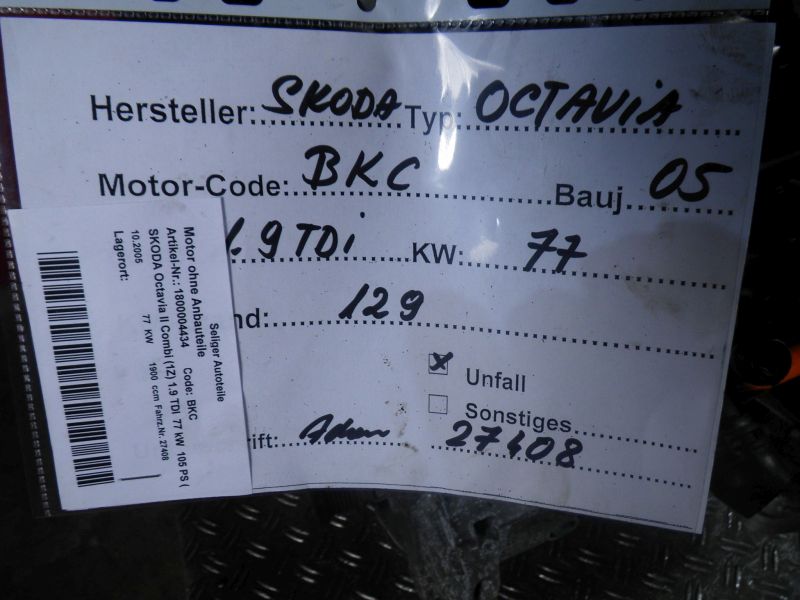 Hersteller: SKODA Typ: OCTAVIA
Motor-Code: BKC Bauj 05
1.9 TDi KW: 77
nd: 129
Unfall
Sonstiges
rift: 27408
Seliger Autoteile
Motor ohne Anbauteile
Artikel-Nr.: 1800004434 Code: BKC
SKODA Octavia II Combi (1Z) 1.9 TDI 77 kW 105 PS (
10.2005 77 KW 1900 ccm Fahrz.Nr. 27408
Lagerort: